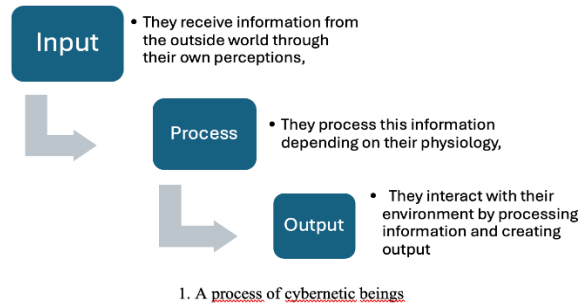 Input
• They receive information from
the outside world through
their own perceptions,
Process
• They process this information
depending on their physiology,
Output
• They interact with their
environment by processing
information and creating
output
1. A process of cybernetic beings